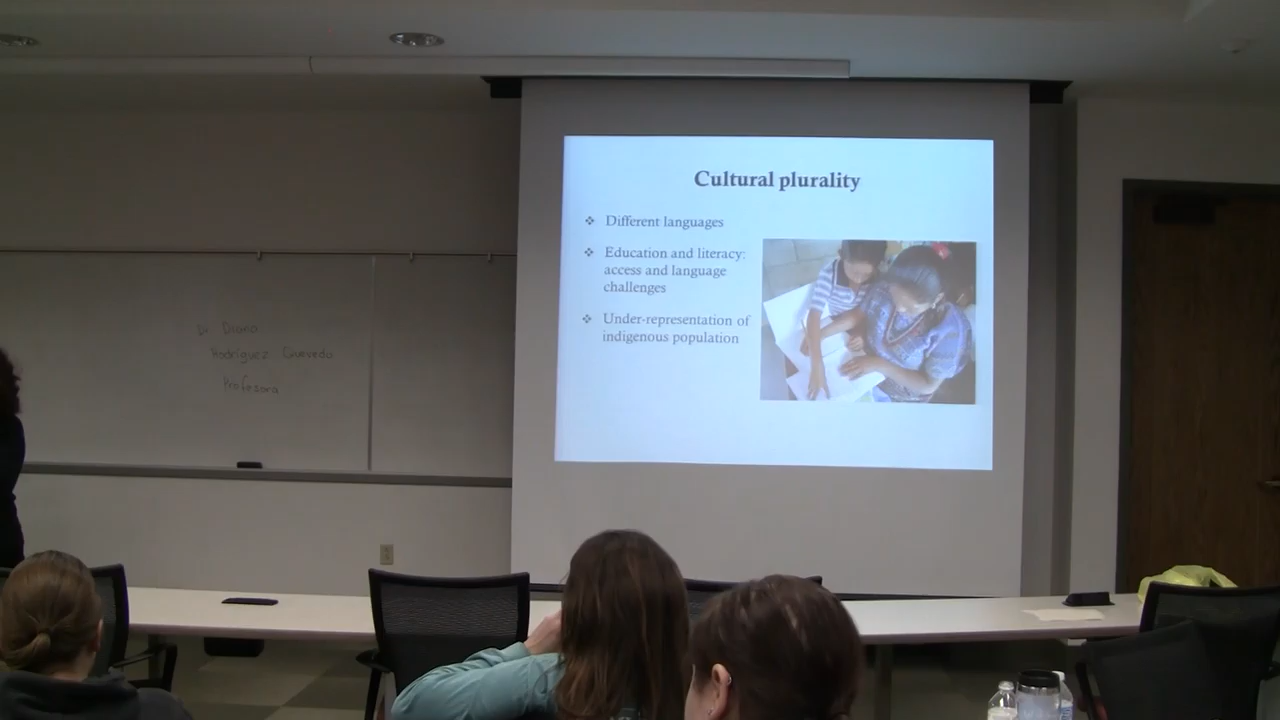 Dr. Diana
Rodriguez Quevedo
Profesora
Cultural plurality
❖ Different languages
❖ Education and literacy:
access and language
challenges
❖ Under-representation of
indigenous population